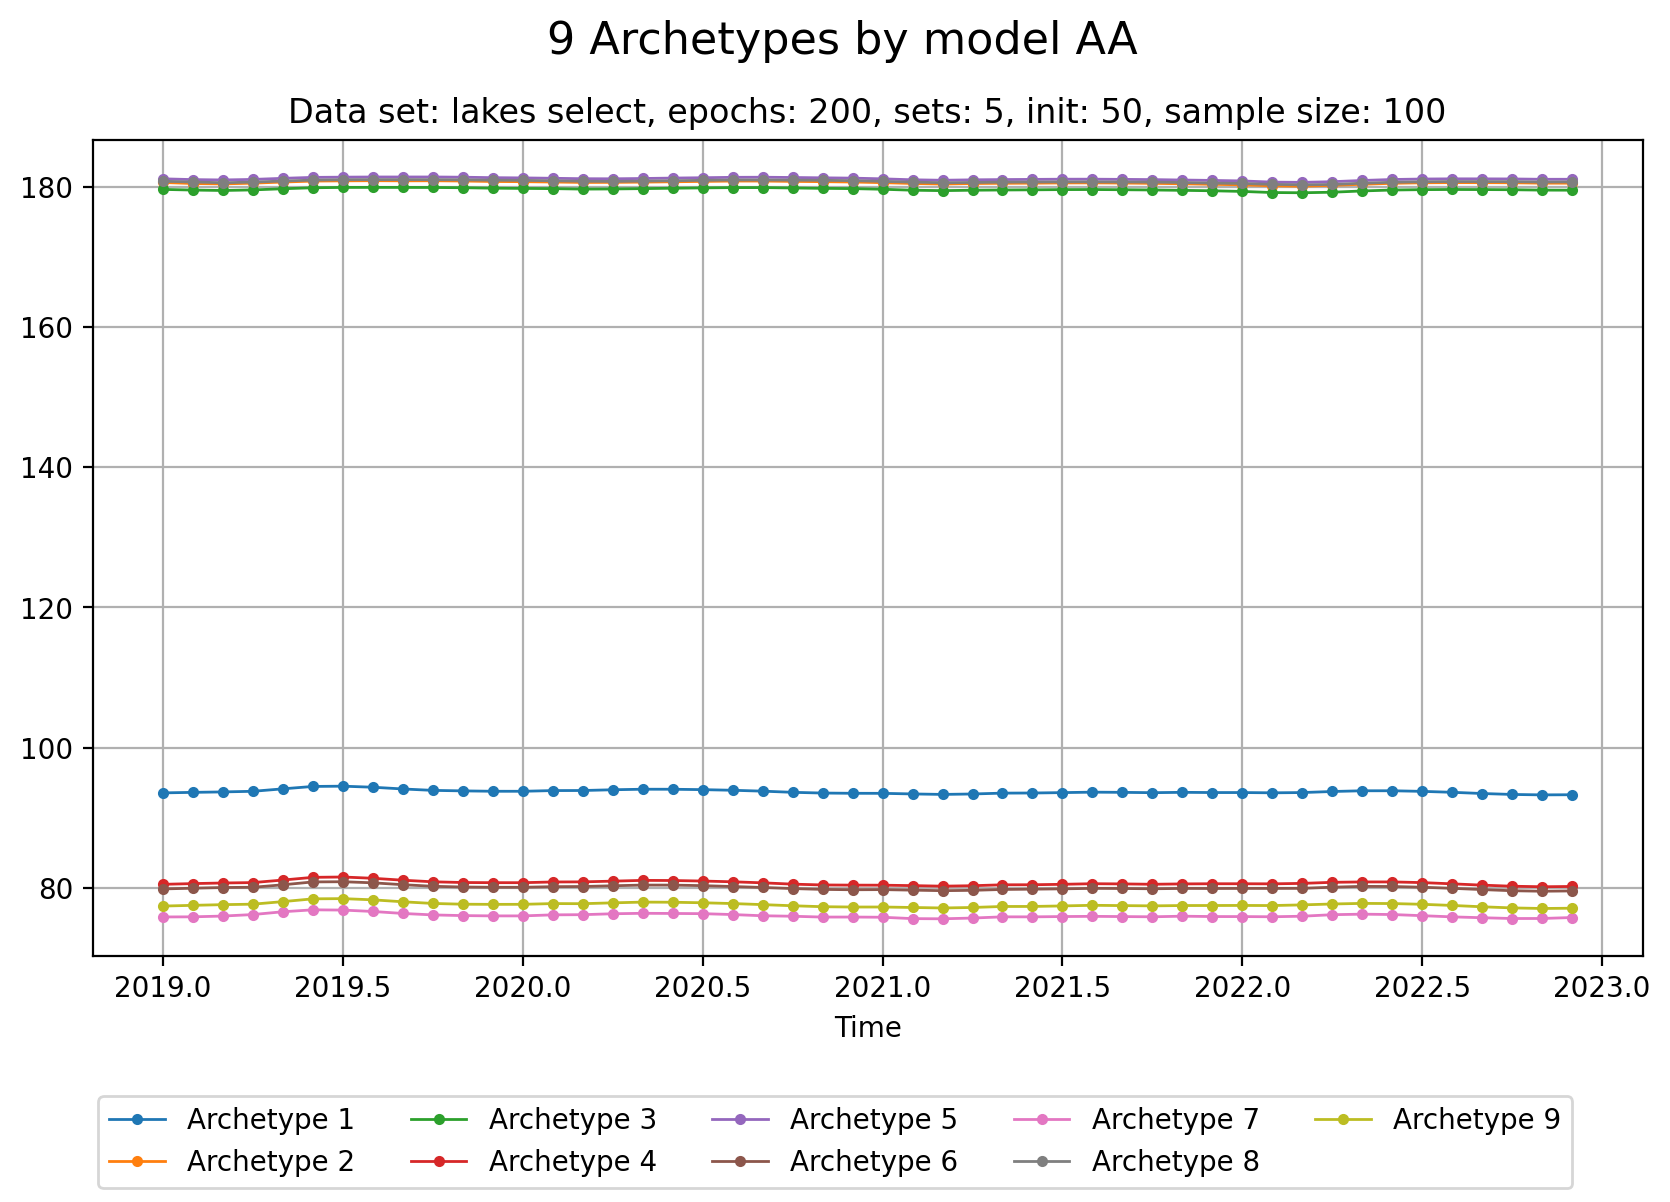 9 Archetypes by model AA
Data set: lakes select, epochs: 200, sets: 5, init: 50, sample size: 100
180
160
140
120
100
80
2019.0 2019.5 2020.0 2020.5 2021.0 2021.5 2022.0 2022.5 2023.0
Time
Archetype 1 Archetype 3 Archetype 5 Archetype 7 Archetype 9
Archetype 2 Archetype 4 Archetype 6 Archetype 8